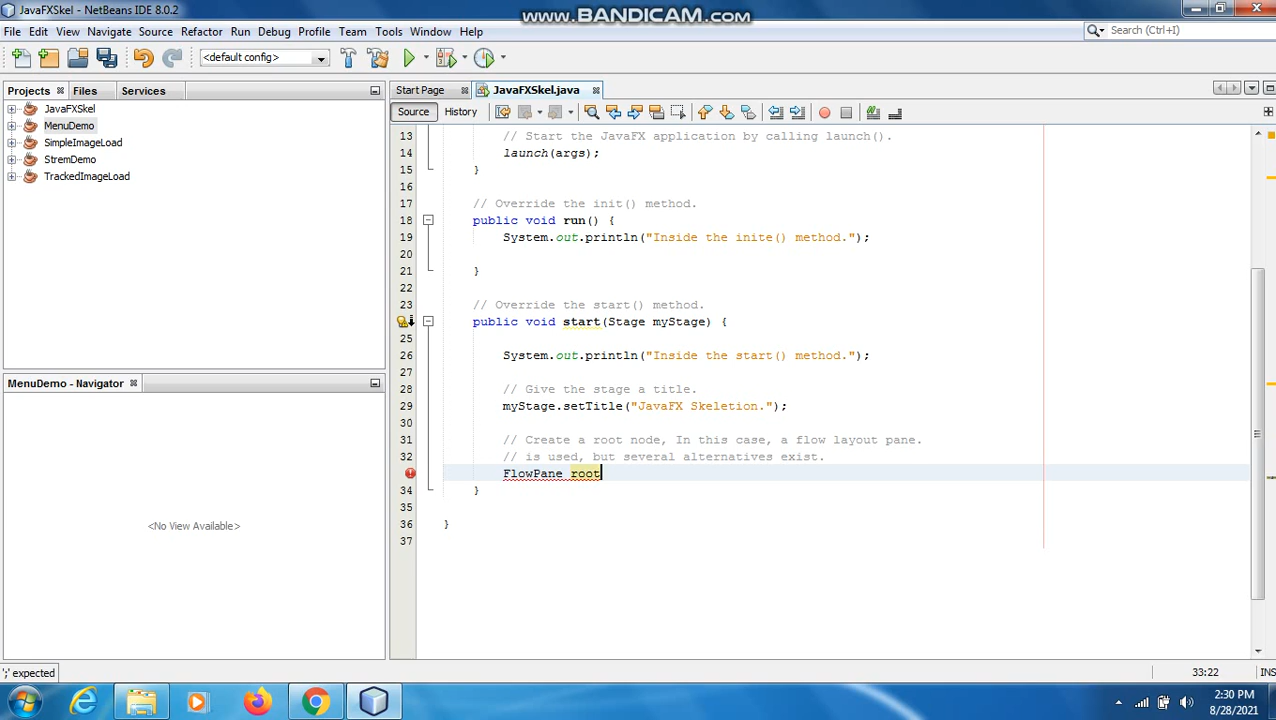 JavaFXSkel - NetBeans IDE 8.0.2
www.BANDICAM.com
File Edit View Navigate Source Refactor Run Debug Profile Team Tools Window Help
Search (Ctrl+I)
<default config>
Projects Files Services
Start Page JavaFXSkel.java
Source History
JavaFXSkel
MenuDemo
SimpleImageLoad
StremDemo
TrackedImageLoad
MenuDemo - Navigator
<No View Available>
13 // Start the JavaFX application by calling launch().
14 launch(args);
15 }
16
17 // Override the init() method.
18 public void run() {
19 System.out.println("Inside the inite() method.");
20
21 }
22
23 // Override the start() method.
public void start(Stage myStage) {
25
26 System.out.println("Inside the start() method.");
27
28 // Give the stage a title.
29 myStage.setTitle("JavaFX Skeletion.");
30
31 // Create a root node, In this case, a flow layout pane.
32 // is used, but several alternatives exist.
FlowPane root
34 }
35
36 }
37
';' expected
33:22
INS
2:30 PM
8/28/2021